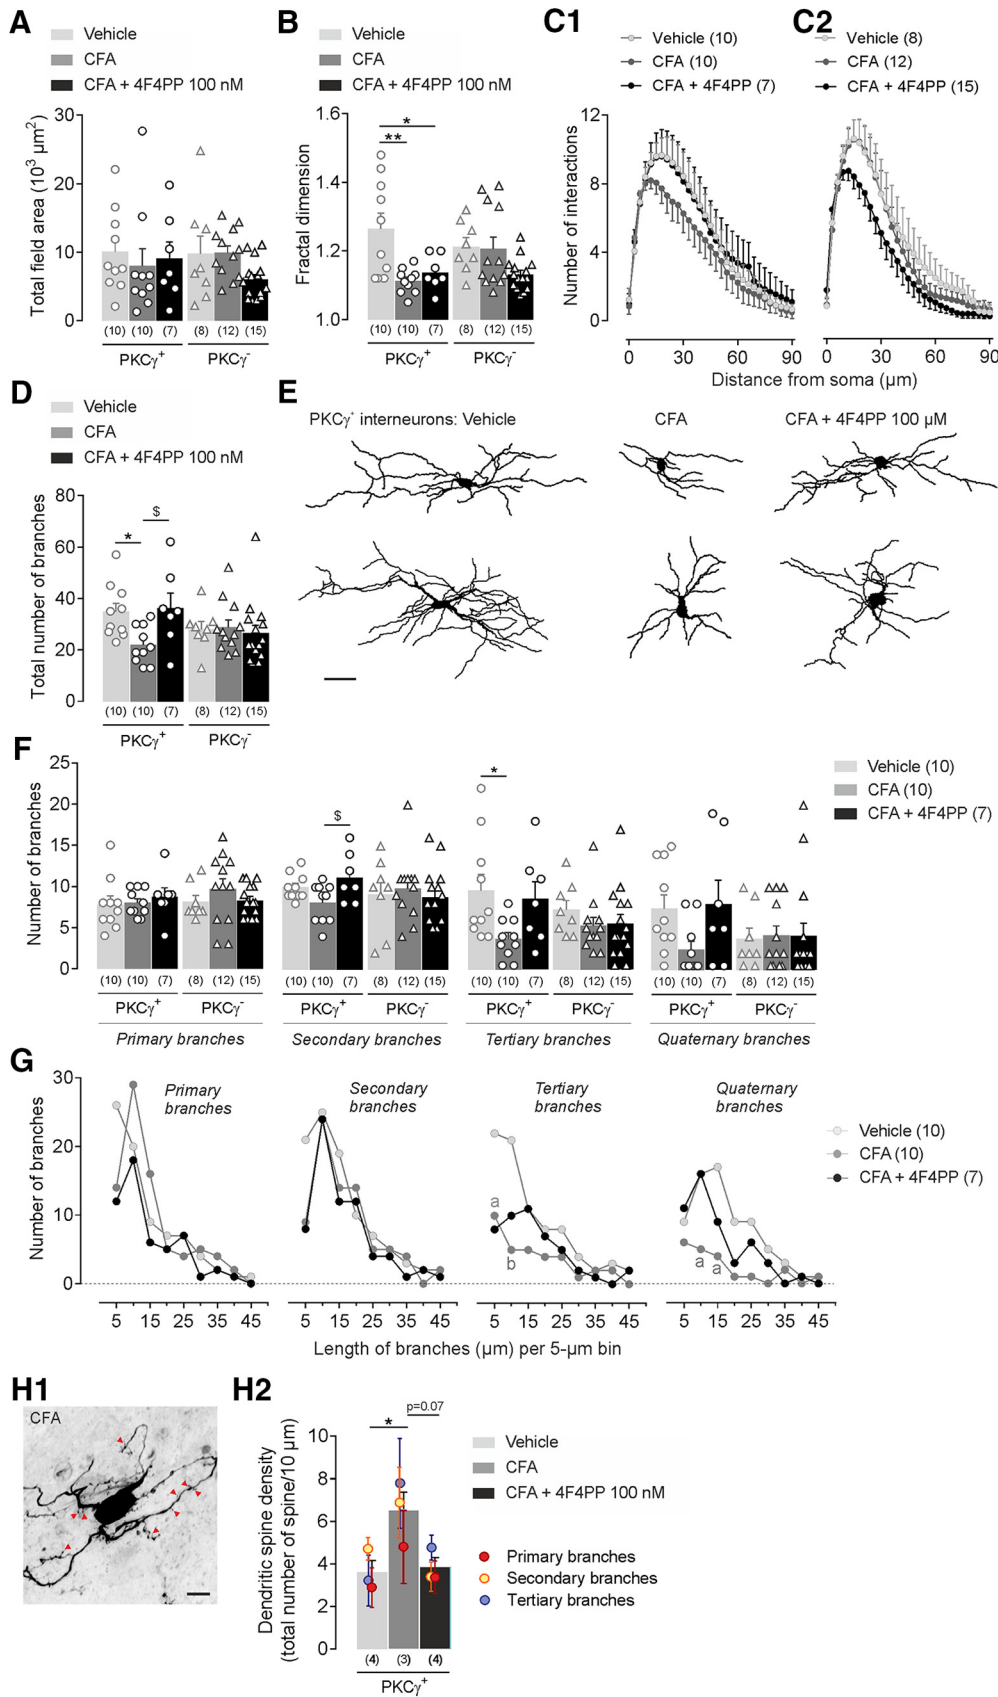 A
Vehicle
CFA
CFA + 4F4PP 100 nM
Total field area (10³ µm²)
30
20
10
0
(10) (10) (7) (8) (12) (15)
PKCγ⁺ PKCγ⁻
B
Vehicle
CFA
CFA + 4F4PP 100 nM
Fractal dimension
1.6
1.4
1.2
1.0
*
**
(10) (10) (7) (8) (12) (15)
PKCγ⁺ PKCγ⁻
C1
Vehicle (10)
CFA (10)
CFA + 4F4PP (7)
C2
Vehicle (8)
CFA (12)
CFA + 4F4PP (15)
Number of interactions
12
8
4
0
0 30 60 90 0 30 60 90
Distance from soma (µm)
D
Vehicle
CFA
CFA + 4F4PP 100 nM
Total number of branches
80
60
40
20
0
* $
(10) (10) (7) (8) (12) (15)
PKCγ⁺ PKCγ⁻
E
PKCγ⁺ interneurons: Vehicle CFA CFA + 4F4PP 100 µM
F
Number of branches
25
20
15
10
5
0
$ *
Vehicle (10)
CFA (10)
CFA + 4F4PP (7)
(10) (10) (7) (8) (12) (15) (10) (10) (7) (8) (12) (15) (10) (10) (7) (8) (12) (15) (10) (10) (7) (8) (12) (15)
PKCγ⁺ PKCγ⁻ PKCγ⁺ PKCγ⁻ PKCγ⁺ PKCγ⁻ PKCγ⁺ PKCγ⁻
Primary branches Secondary branches Tertiary branches Quaternary branches
G
Number of branches
30
20
10
0
Primary
branches
Secondary
branches
Tertiary
branches
Quaternary
branches
a
b
a
a
Vehicle (10)
CFA (10)
CFA + 4F4PP (7)
5 15 25 35 45 5 15 25 35 45 5 15 25 35 45 5 15 25 35 45
Length of branches (µm) per 5-µm bin
H1
CFA
H2
Dendritic spine density
(total number of spine/10 µm)
10
8
6
4
2
0
*
p=0.07
(4) (3) (4)
PKCγ⁺
Vehicle
CFA
CFA + 4F4PP 100 nM
Primary branches
Secondary branches
Tertiary branches